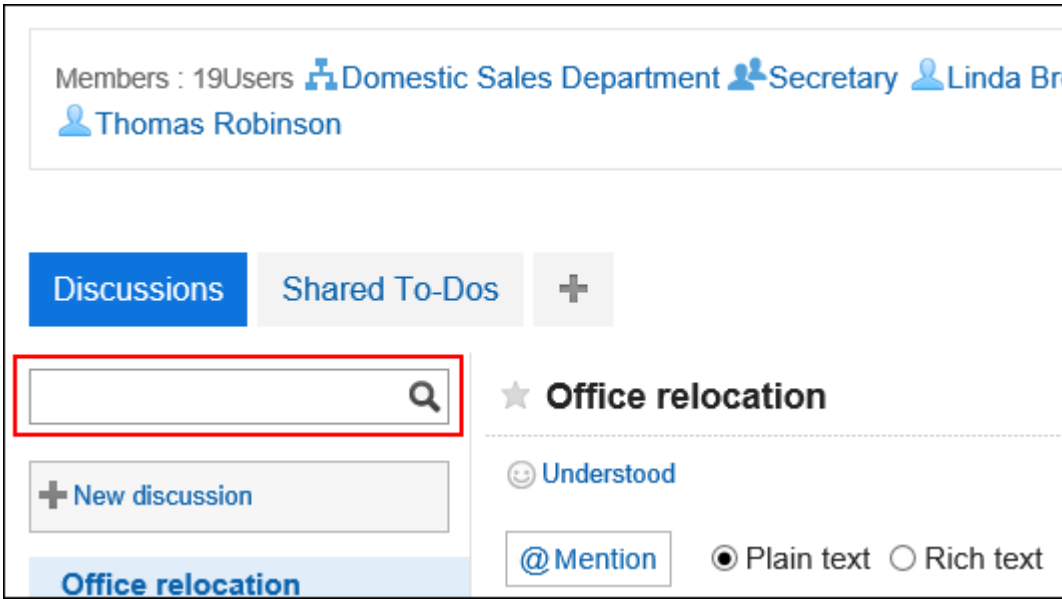 Members : 19Users Domestic Sales Department Secretary Linda
Thomas Robinson
Discussions Shared To-Dos
Office relocation
New discussion
Understood
@Mention Plain text Rich text
Office relocation